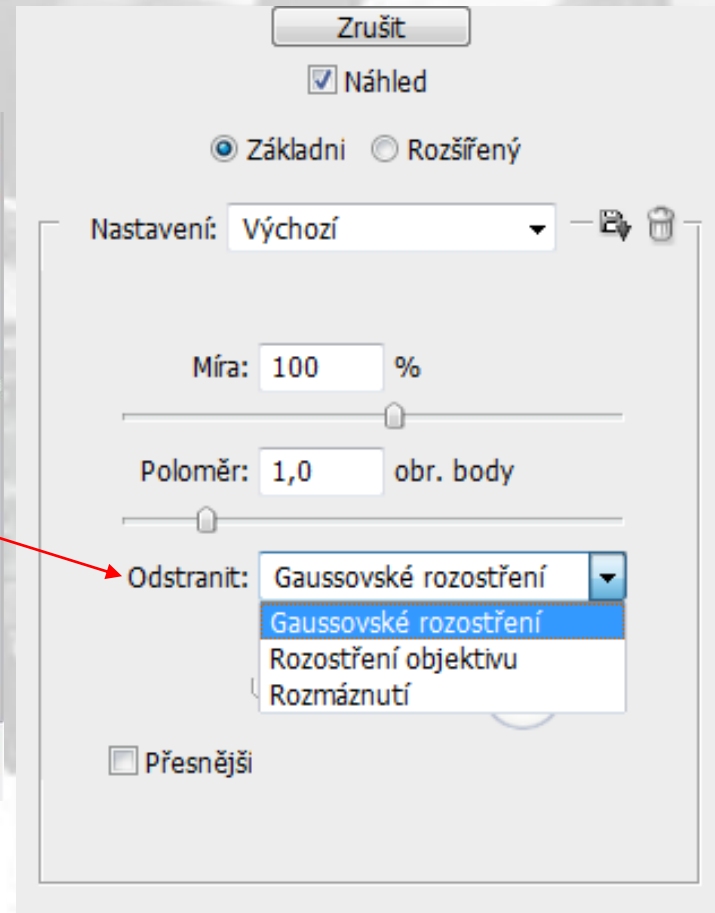 Zrušit
Náhled
Základni Rozšířený
Nastavení: Výchozí
Míra: 100 %
Poloměr: 1,0 obr. body
Odstranit: Gaussovské rozostření
Gaussovské rozostření
Rozostření objektivu
Rozmáznutí
Přesnějši